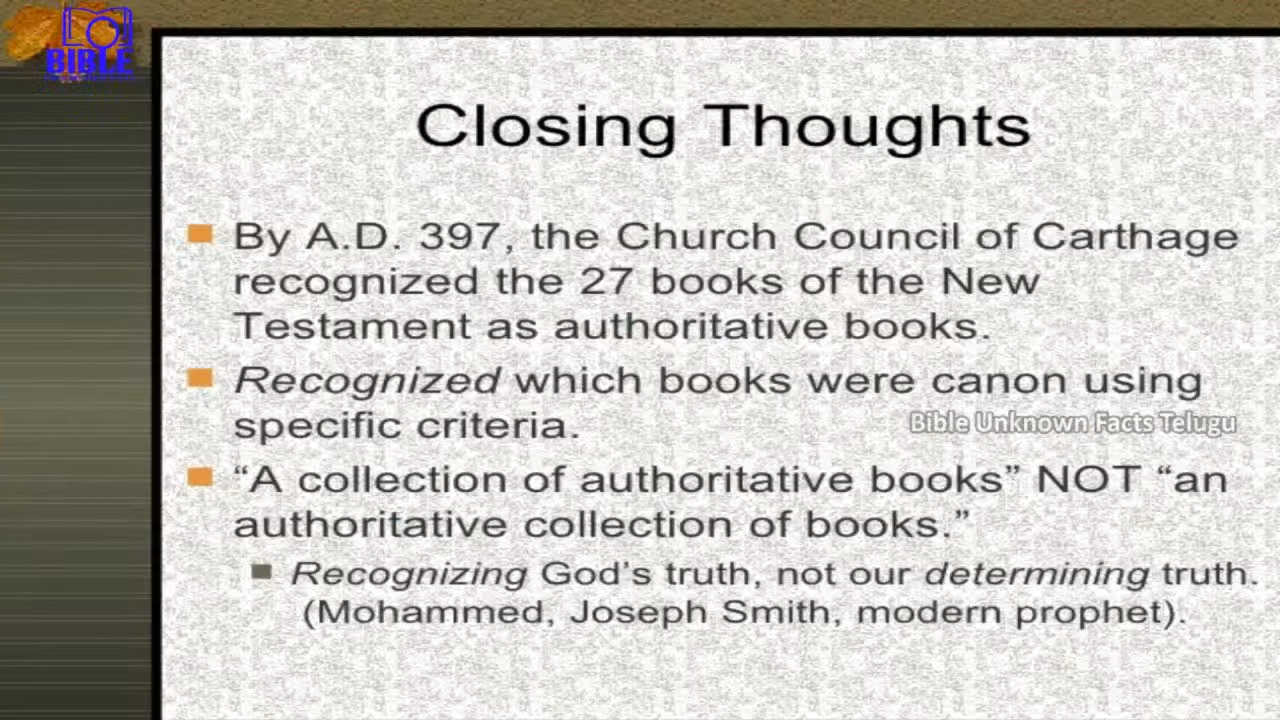 BIBLE
Closing Thoughts
By A.D. 397, the Church Council of Carthage
recognized the 27 books of the New
Testament as authoritative books.
Recognized which books were canon using
specific criteria.
Bible Unknown Facts Telugu
“A collection of authoritative books” NOT “an
authoritative collection of books.”
Recognizing God’s truth, not our determining truth.
(Mohammed, Joseph Smith, modern prophet).